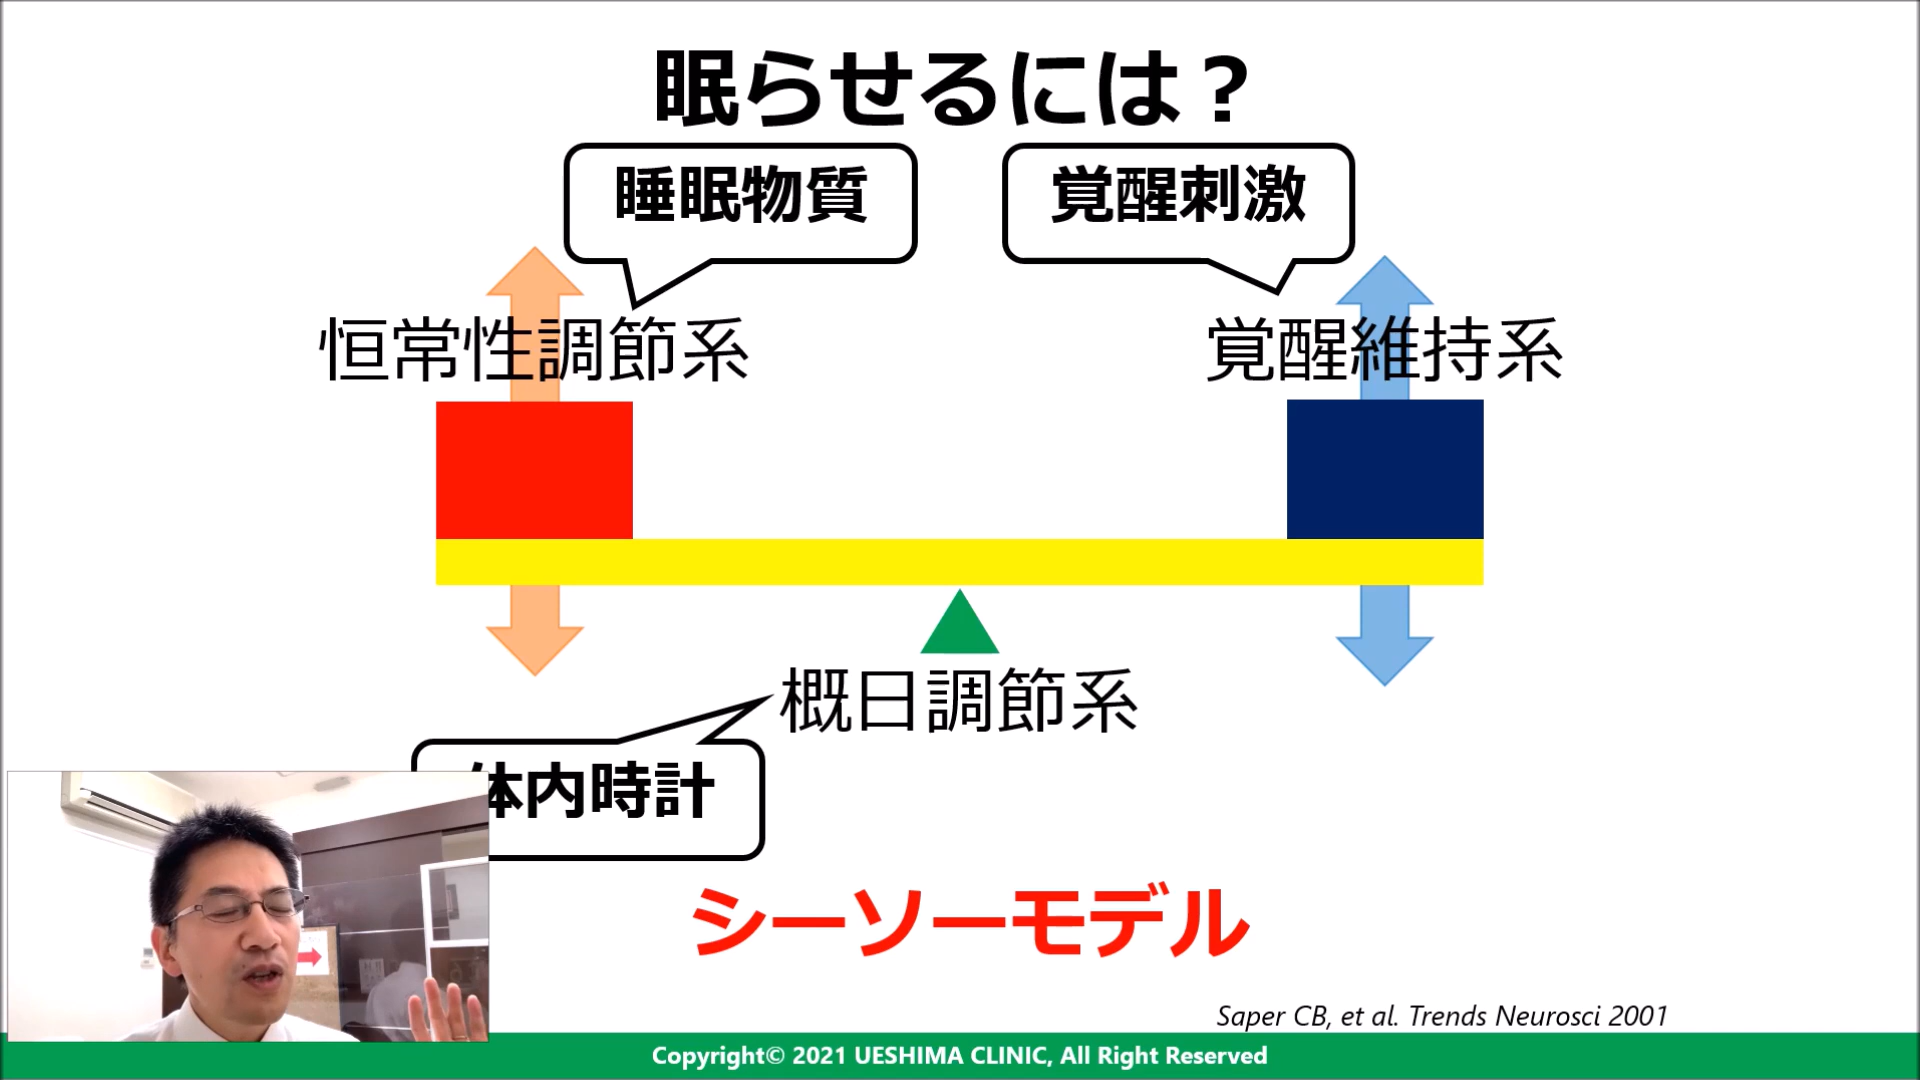 眠らせるには？
睡眠物質
覚醒刺激
恒常性調節系
覚醒維持系
概日調節系
体内時計
シーソーモデル
Saper CB, et al. Trends Neurosci 2001
Copyright© 2021 UESHIMA CLINIC, All Right Reserved